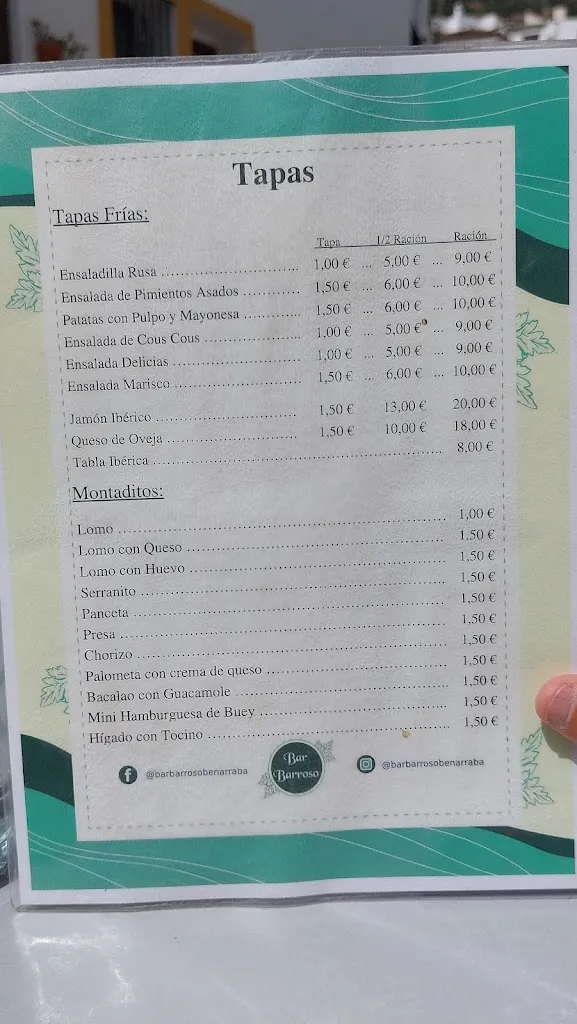 Tapas
Tapas Frías:
Tapa 1/2 Ración Ración
Ensaladilla Rusa ........ 1,00 € ... 5,00 € ... 9,00 €
Ensalada de Pimientos Asados ........ 1,50 € ... 6,00 € ... 10,00 €
Patatas con Pulpo y Mayonesa ........ 1,50 € ... 6,00 € ... 10,00 €
Ensalada de Cous Cous ........ 1,00 € ... 5,00 € ... 9,00 €
Ensalada Delicias ........ 1,00 € ... 5,00 € ... 9,00 €
Ensalada Marisco ........ 1,50 € ... 6,00 € ... 10,00 €
Jamón Ibérico ........ 1,50 € 13,00 € 20,00 €
Queso de Oveja ........ 1,50 € 10,00 € 18,00 €
Tabla Ibérica ........ 8,00 €
Montaditos:
Lomo ........ 1,00 €
Lomo con Queso ........ 1,50 €
Lomo con Huevo ........ 1,50 €
Serranito ........ 1,50 €
Panceta ........ 1,50 €
Presa ........ 1,50 €
Chorizo ........ 1,50 €
Palometa con crema de queso ........ 1,50 €
Bacalao con Guacamole ........ 1,50 €
Mini Hamburguesa de Buey ........ 1,50 €
Hígado con Tocino ........ 1,50 €
@barbarrosobenarraba
Bar
Barroso
@barbarrosobenarraba